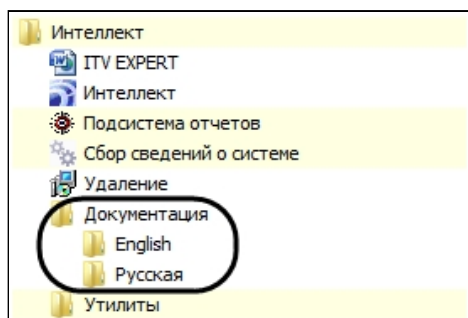 Интеллект
ITV EXPERT
Интеллект
Подсистема отчетов
Сбор сведений о системе
Удаление
Документация
English
Русская
Утилиты